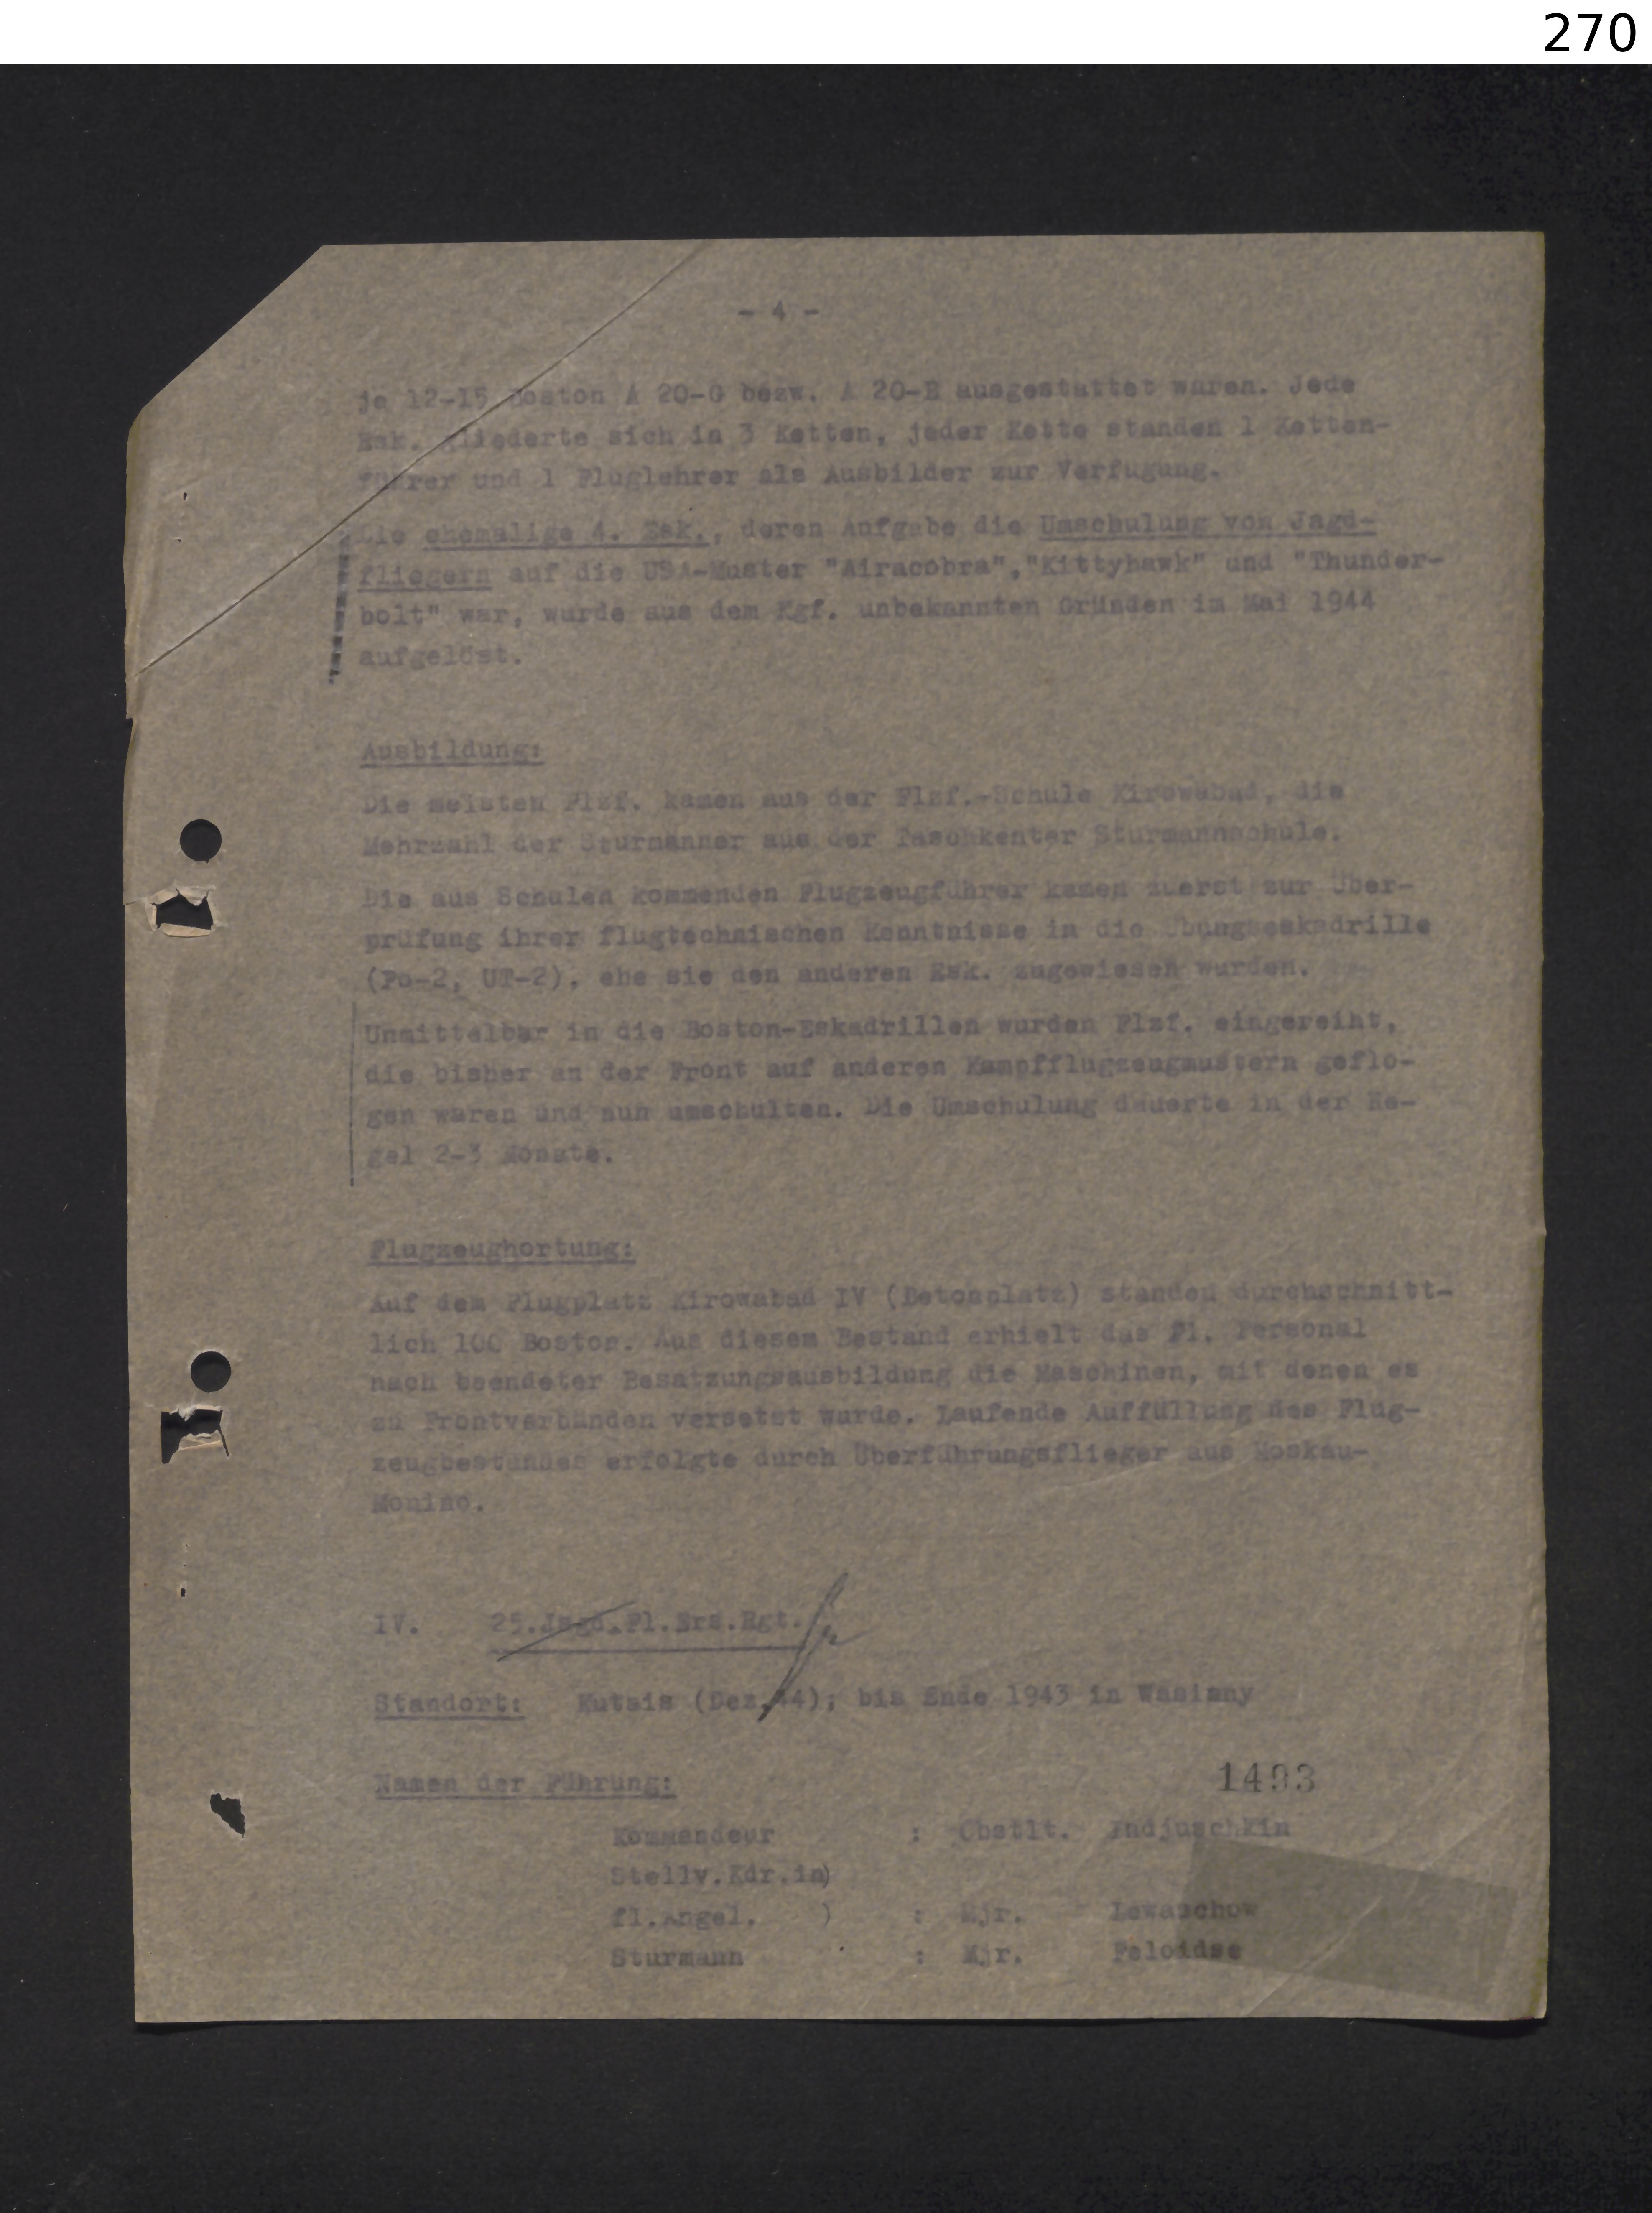 270
- 4 -
je 12-15 Boston A 20-G bezw. A 20-B ausgestattet waren. Jede
Esk. gliederte sich in 3 Ketten, jeder Kette standen 1 Ketten-
führer und 1 Fluglehrer als Ausbilder zur Verfügung.
Die ehemalige 4. Esk., deren Aufgabe die Umschulung von Jagd-
fliegern auf die USA-Muster "Airacobra","Kittyhawk" und "Thunder-
bolt" war, wurde aus dem Kgf. unbekannten Gründen im Mai 1944
aufgelöst.
Ausbildung:
Die meisten Flzf. kamen aus der Flzf.-Schule Kirowabad, die
Mehrzahl der Sturmanner aus der Taschkenter Sturmannschule.
Die aus Schulen kommenden Flugzeugführer kamen zuerst zur Über-
prüfung ihrer flugtechnischen Kenntnisse in die Übungseskadrille
(Po-2, UT-2), ehe sie den anderen Esk. zugewiesen wurden.
Unmittelbar in die Boston-Eskadrillen wurden Flzf. eingereiht,
die bisher an der Front auf anderen Kampfflugzeugmustern geflo-
gen waren und nun umschulten. Die Umschulung dauerte in der Re-
gel 2-3 Monate.
Flugzeughortung:
Auf dem Flugplatz Kirowabad IV (Betonplatz) standen durchschnitt-
lich 100 Boston. Aus diesem Bestand erhielt das Fl. Personal
nach beendeter Besatzungsausbildung die Maschinen, mit denen es
zu Frontverbänden versetzt wurde. Laufende Auffüllung des Flug-
zeugbestandes erfolgte durch Überführungsflieger aus Moskau-
Monino.
IV. 25.Jagd.Fl.Ers.Rgt.
Standort: Kutais (Dez.44); bis Ende 1943 in Wasiany
Namen der Führung:
1493
Kommandeur : Obstlt. Indjuschkin
Stellv.Kdr.in)
fl.Angel. ) : Mjr. Lewaschow
Sturmann : Mjr. Peloidse